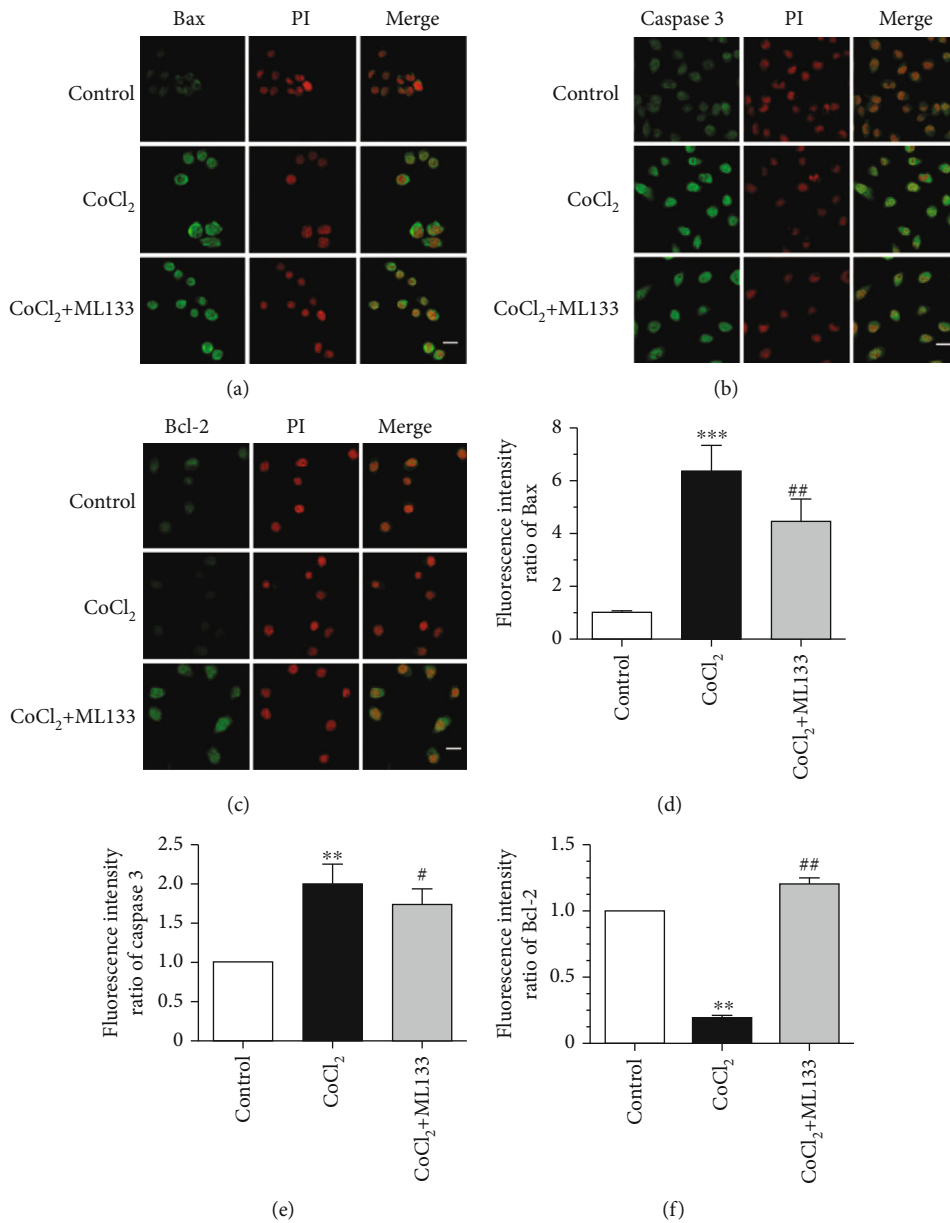 Bax PI Merge
Control
CoCl2
CoCl2+ML133
(a)
Caspase 3 PI Merge
Control
CoCl2
CoCl2+ML133
(b)
Bcl-2 PI Merge
Control
CoCl2
CoCl2+ML133
(c)
Fluorescence intensity
ratio of Bax
8
6
4
2
0
***
##
Control
CoCl2
CoCl2+ML133
(d)
Fluorescence intensity
ratio of caspase 3
2.5
2.0
1.5
1.0
0.5
0
**
#
Control
CoCl2
CoCl2+ML133
(e)
Fluorescence intensity
ratio of Bcl-2
1.5
1.0
0.5
0
**
##
Control
CoCl2
CoCl2+ML133
(f)